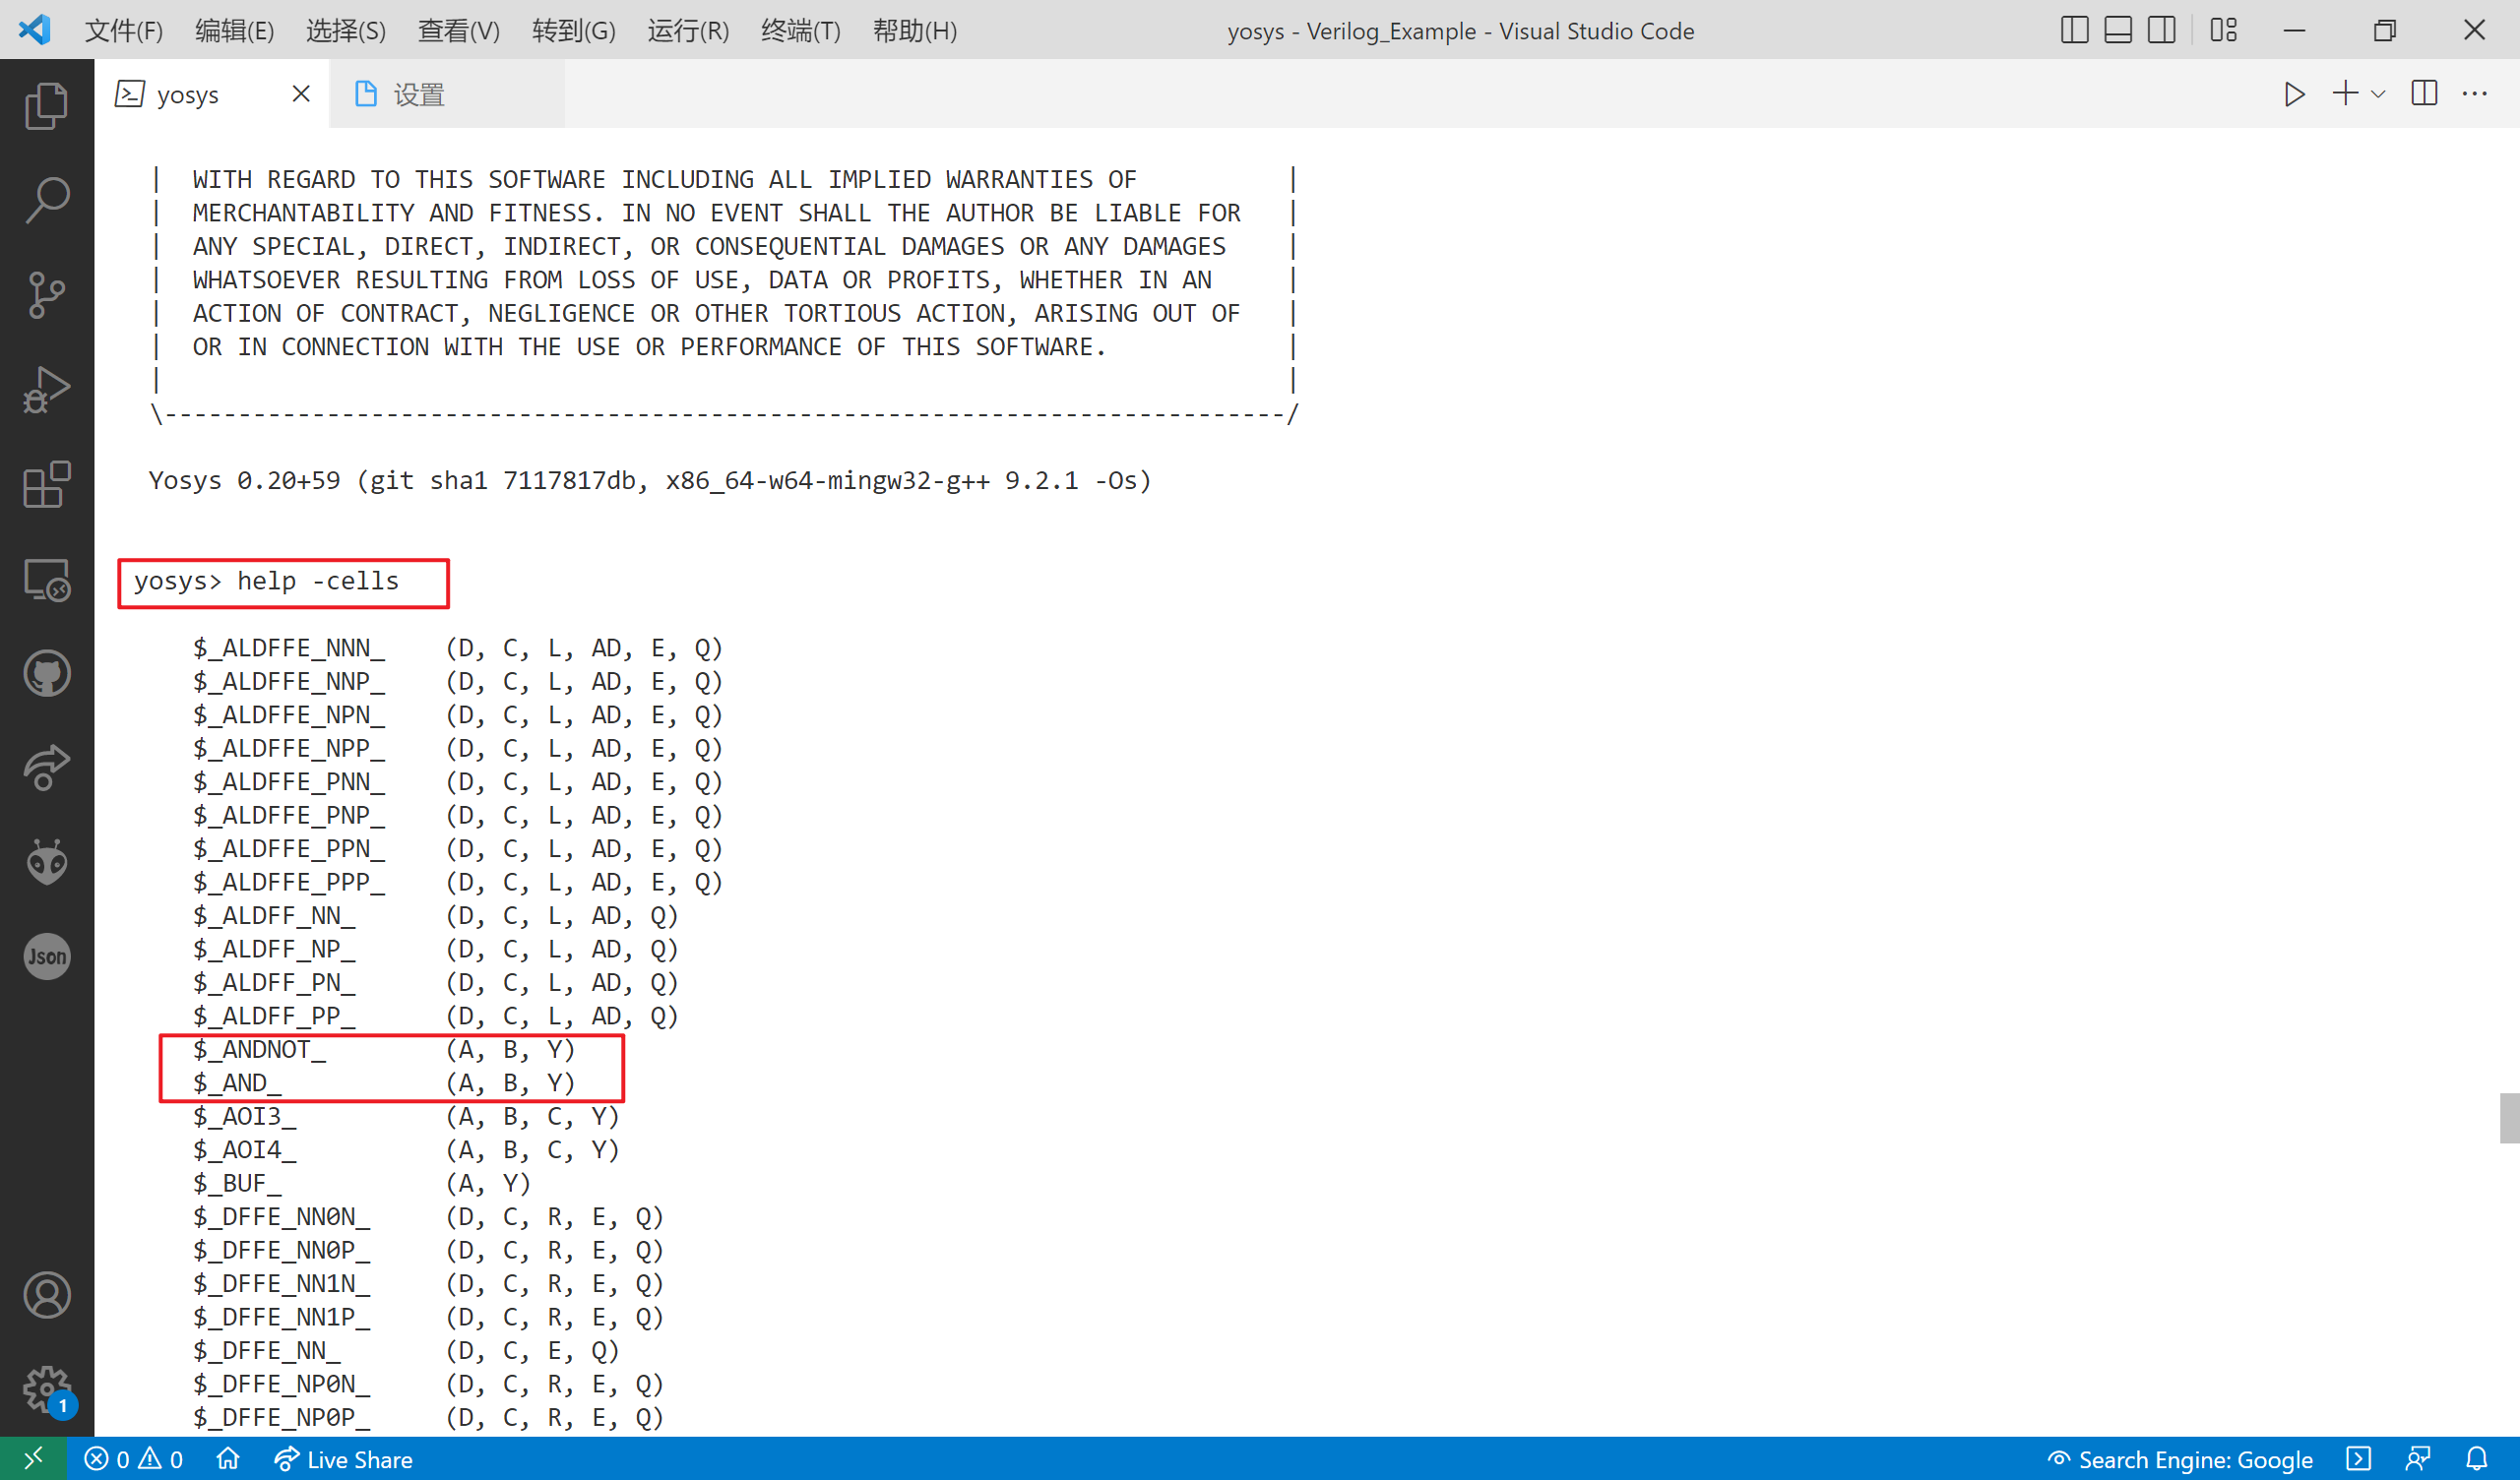 文件(F) 编辑(E) 选择(S) 查看(V) 转到(G) 运行(R) 终端(T) 帮助(H) yosys - Verilog_Example - Visual Studio Code
yosys 设置
| WITH REGARD TO THIS SOFTWARE INCLUDING ALL IMPLIED WARRANTIES OF |
| MERCHANTABILITY AND FITNESS. IN NO EVENT SHALL THE AUTHOR BE LIABLE FOR |
| ANY SPECIAL, DIRECT, INDIRECT, OR CONSEQUENTIAL DAMAGES OR ANY DAMAGES |
| WHATSOEVER RESULTING FROM LOSS OF USE, DATA OR PROFITS, WHETHER IN AN |
| ACTION OF CONTRACT, NEGLIGENCE OR OTHER TORTIOUS ACTION, ARISING OUT OF |
| OR IN CONNECTION WITH THE USE OR PERFORMANCE OF THIS SOFTWARE. |
| |
\----------------------------------------------------------------------------/
Yosys 0.20+59 (git sha1 7117817db, x86_64-w64-mingw32-g++ 9.2.1 -Os)
yosys> help -cells
$_ALDFFE_NNN_ (D, C, L, AD, E, Q)
$_ALDFFE_NNP_ (D, C, L, AD, E, Q)
$_ALDFFE_NPN_ (D, C, L, AD, E, Q)
$_ALDFFE_NPP_ (D, C, L, AD, E, Q)
$_ALDFFE_PNN_ (D, C, L, AD, E, Q)
$_ALDFFE_PNP_ (D, C, L, AD, E, Q)
$_ALDFFE_PPN_ (D, C, L, AD, E, Q)
$_ALDFFE_PPP_ (D, C, L, AD, E, Q)
$_ALDFF_NN_ (D, C, L, AD, Q)
$_ALDFF_NP_ (D, C, L, AD, Q)
$_ALDFF_PN_ (D, C, L, AD, Q)
$_ALDFF_PP_ (D, C, L, AD, Q)
$_ANDNOT_ (A, B, Y)
$_AND_ (A, B, Y)
$_AOI3_ (A, B, C, Y)
$_AOI4_ (A, B, C, Y)
$_BUF_ (A, Y)
$_DFFE_NN0N_ (D, C, R, E, Q)
$_DFFE_NN0P_ (D, C, R, E, Q)
$_DFFE_NN1N_ (D, C, R, E, Q)
$_DFFE_NN1P_ (D, C, R, E, Q)
$_DFFE_NN_ (D, C, E, Q)
$_DFFE_NP0N_ (D, C, R, E, Q)
$_DFFE_NP0P_ (D, C, R, E, Q)
Json
1
0 0 Live Share Search Engine: Google